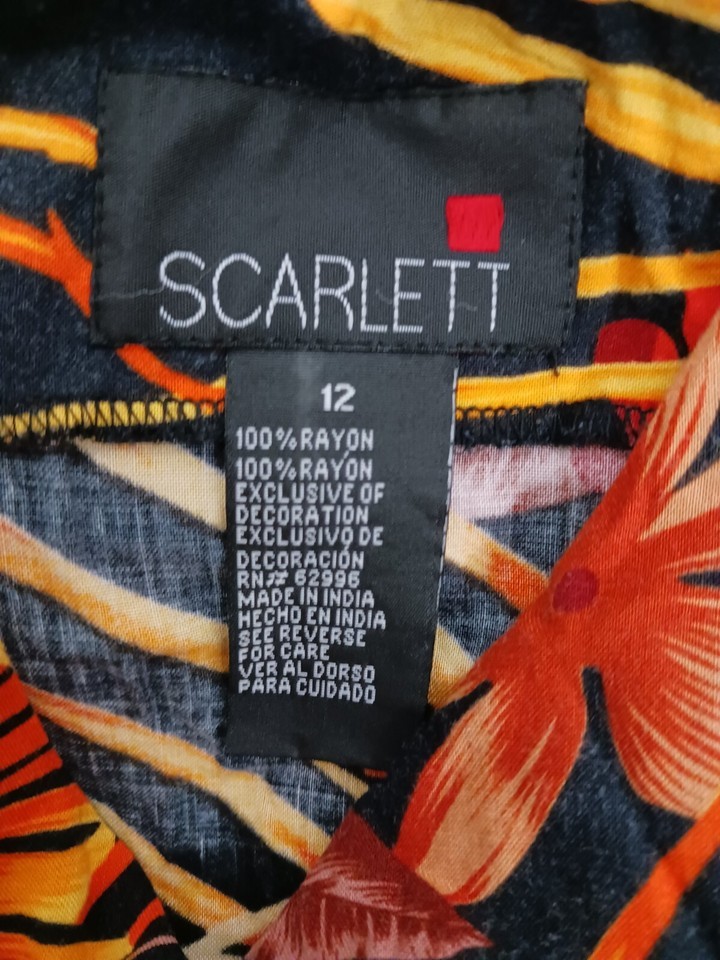 SCARLETT
12
100% RAYON
100% RAYÓN
EXCLUSIVE OF
DECORATION
EXCLUSIVO DE
DECORACIÓN
RN# 62996
MADE IN INDIA
HECHO EN INDIA
SEE REVERSE
FOR CARE
VER AL DORSO
PARA CUIDADO